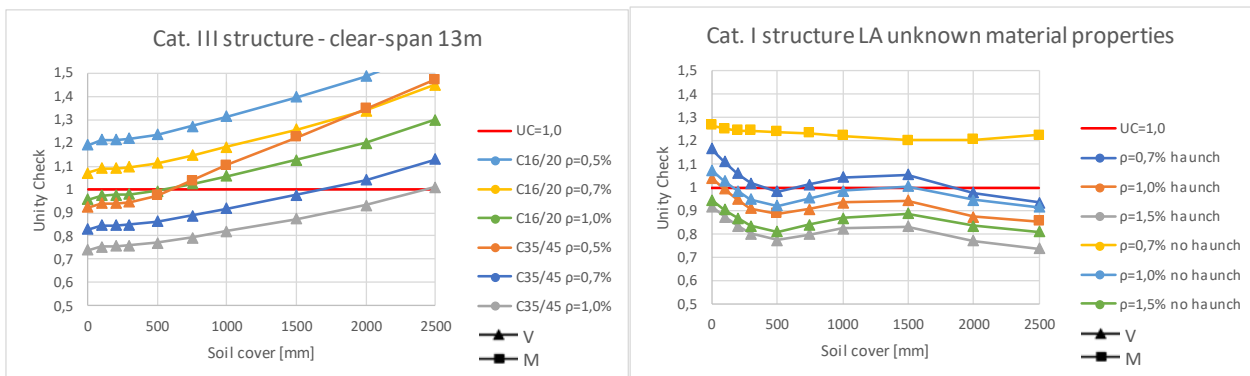 Cat. III structure - clear-span 13m
1,5
1,4
1,3
1,2
1,1
1
0,9
0,8
0,7
0,6
0,5
Unity Check
0 500 1000 1500 2000 2500
Soil cover [mm]
UC=1,0
C16/20 ρ=0,5%
C16/20 ρ=0,7%
C16/20 ρ=1,0%
C35/45 ρ=0,5%
C35/45 ρ=0,7%
C35/45 ρ=1,0%
V
M
Cat. I structure LA unknown material properties
1,5
1,4
1,3
1,2
1,1
1
0,9
0,8
0,7
0,6
0,5
Unity Check
0 500 1000 1500 2000 2500
Soil cover [mm]
UC=1,0
ρ=0,7% haunch
ρ=1,0% haunch
ρ=1,5% haunch
ρ=0,7% no haunch
ρ=1,0% no haunch
ρ=1,5% no haunch
V
M